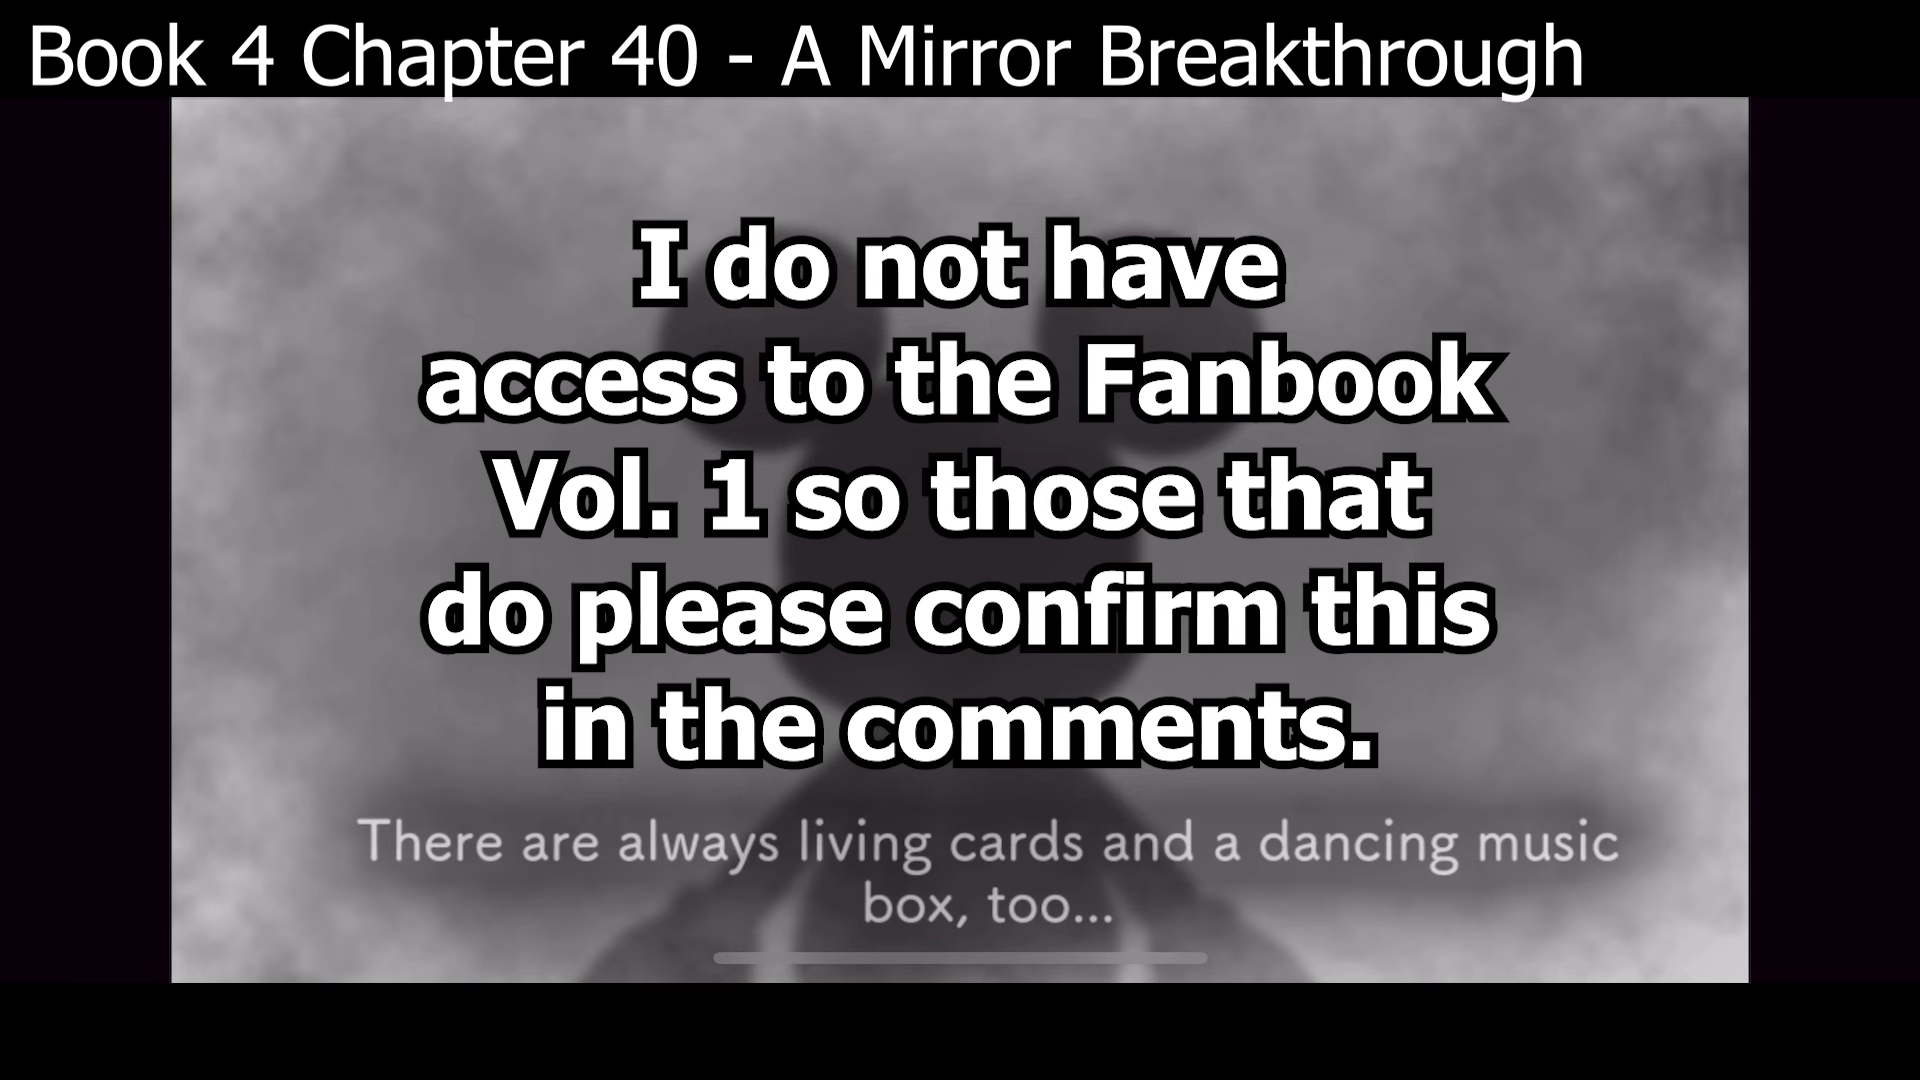 Book 4 Chapter 40 - A Mirror Breakthrough
I do not have
access to the Fanbook
Vol. 1 so those that
do please confirm this
in the comments.
There are always living cards and a dancing music
box, too...